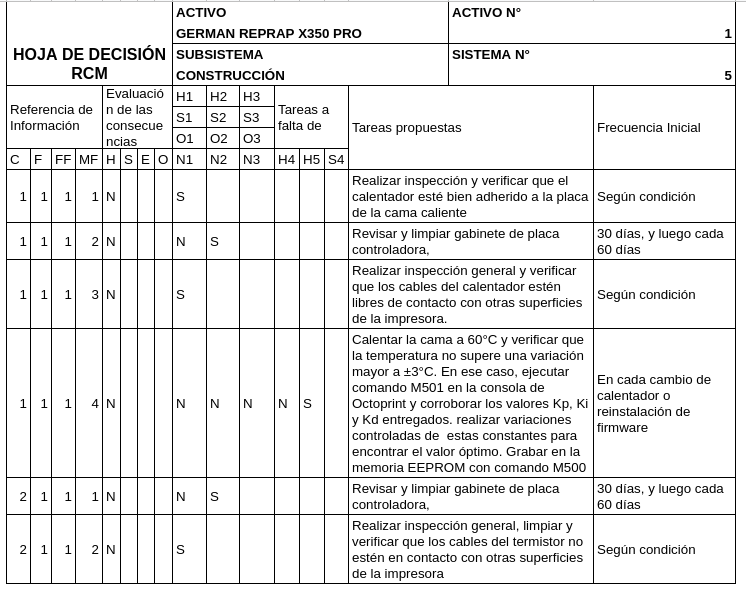 HOJA DE DECISIÓN
RCM
ACTIVO
GERMAN REPRAP X350 PRO
ACTIVO N°
1
SUBSISTEMA
CONSTRUCCIÓN
SISTEMA N°
5
Referencia de
Información
Evaluació
n de las
consecue
ncias
H1 H2 H3
S1 S2 S3
O1 O2 O3
Tareas a
falta de
Tareas propuestas
Frecuencia Inicial
C F FF MF H S E O N1 N2 N3 H4 H5 S4
1 1 1 1 N S
Realizar inspección y verificar que el
calentador esté bien adherido a la placa
de la cama caliente
Según condición
1 1 1 2 N N S
Revisar y limpiar gabinete de placa
controladora,
30 días, y luego cada
60 días
1 1 1 3 N S
Realizar inspección general y verificar
que los cables del calentador estén
libres de contacto con otras superficies
de la impresora.
Según condición
1 1 1 4 N N N N N S
Calentar la cama a 60°C y verificar que
la temperatura no supere una variación
mayor a ±3°C. En ese caso, ejecutar
comando M501 en la consola de
Octoprint y corroborar los valores Kp, Ki
y Kd entregados. realizar variaciones
controladas de  estas constantes para
encontrar el valor óptimo. Grabar en la
memoria EEPROM con comando M500
En cada cambio de
calentador o
reinstalación de
firmware
2 1 1 1 N N S
Revisar y limpiar gabinete de placa
controladora,
30 días, y luego cada
60 días
2 1 1 2 N S
Realizar inspección general, limpiar y
verificar que los cables del termistor no
estén en contacto con otras superficies
de la impresora
Según condición